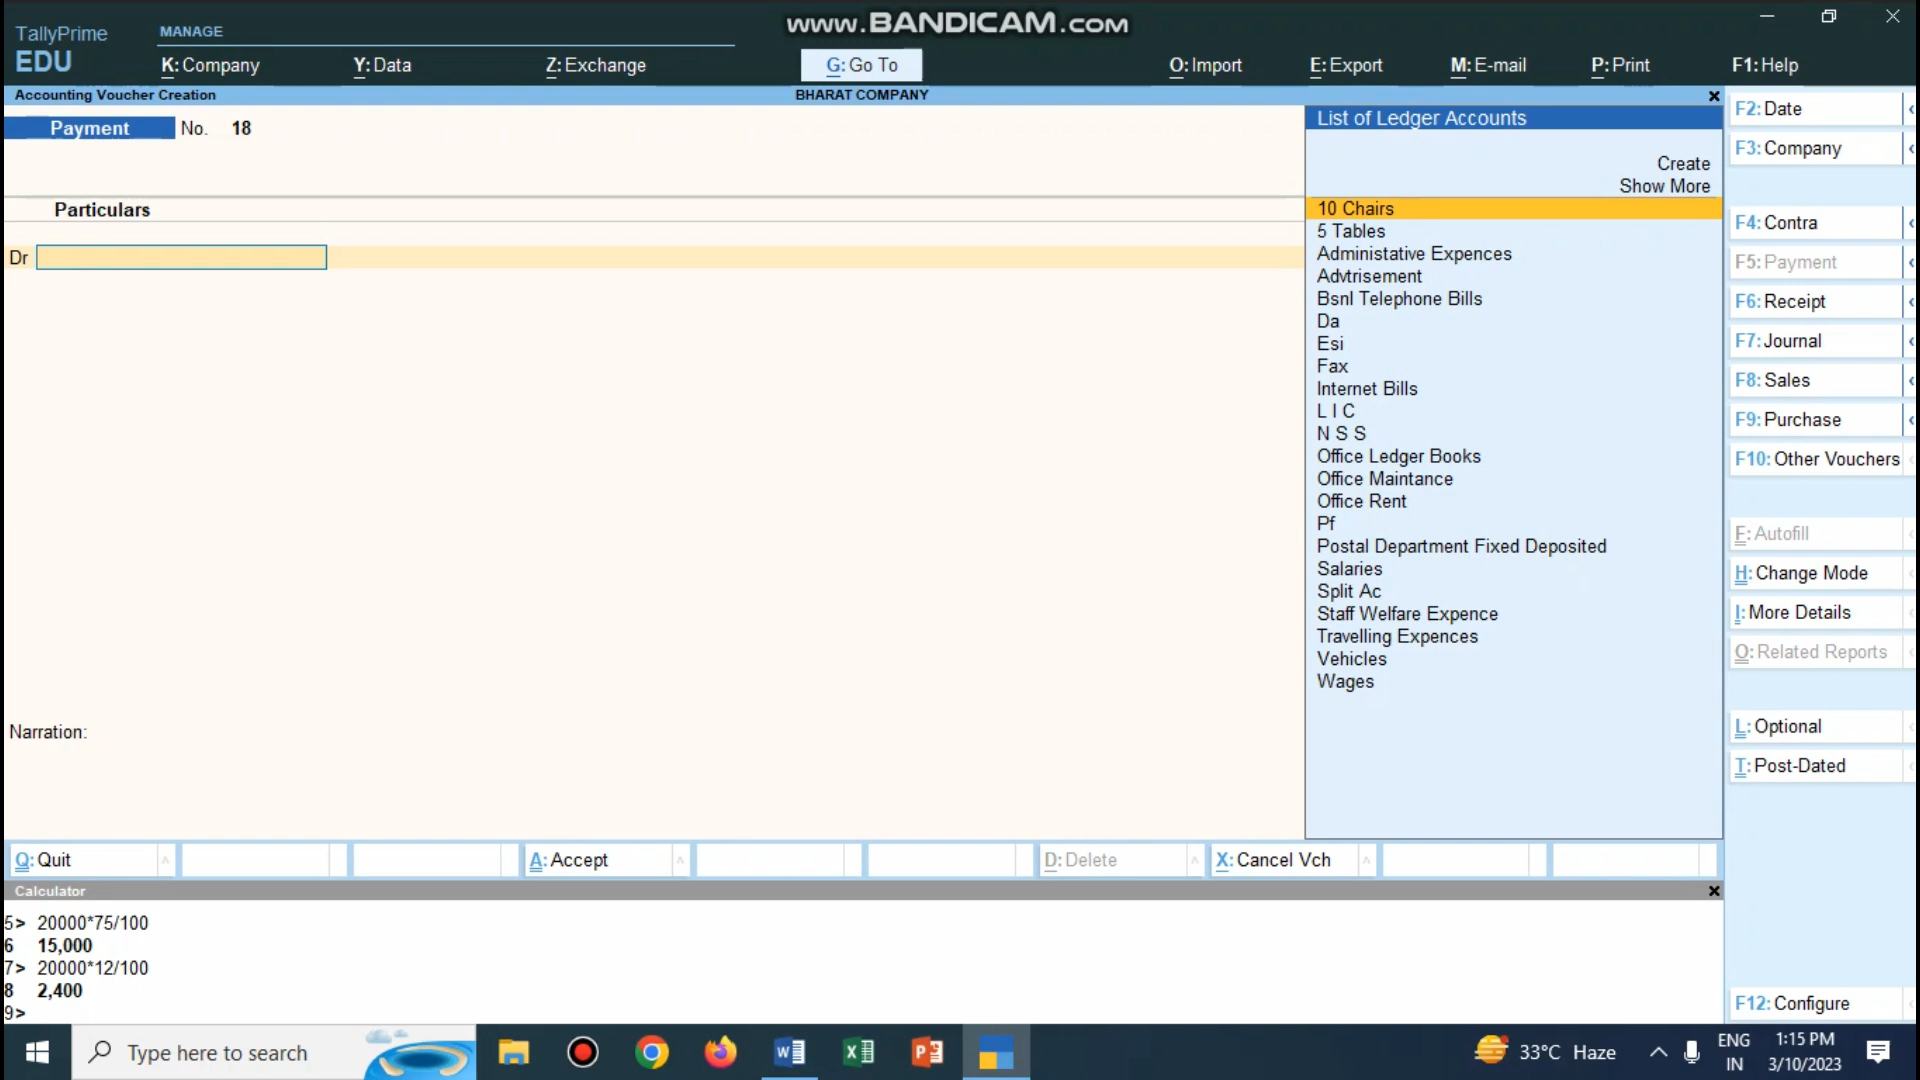 www.BANDICAM.com
TallyPrime
EDU
MANAGE
K: Company
Y: Data
Z: Exchange
G: Go To
O: Import
E: Export
M: E-mail
P: Print
F1: Help
Accounting Voucher Creation
BHARAT COMPANY
Payment No. 18
Particulars
Dr
Narration:
List of Ledger Accounts
Create
Show More
10 Chairs
5 Tables
Administative Expences
Advtrisement
Bsnl Telephone Bills
Da
Esi
Fax
Internet Bills
L I C
N S S
Office Ledger Books
Office Maintance
Office Rent
Pf
Postal Department Fixed Deposited
Salaries
Split Ac
Staff Welfare Expence
Travelling Expences
Vehicles
Wages
F2: Date
F3: Company
F4: Contra
F5: Payment
F6: Receipt
F7: Journal
F8: Sales
F9: Purchase
F10: Other Vouchers
F: Autofill
H: Change Mode
I: More Details
O: Related Reports
L: Optional
T: Post-Dated
F12: Configure
Q: Quit
A: Accept
D: Delete
X: Cancel Vch
Calculator
5> 20000*75/100
6 15,000
7> 20000*12/100
8 2,400
9>
Type here to search
33°C Haze
ENG
IN
1:15 PM
3/10/2023